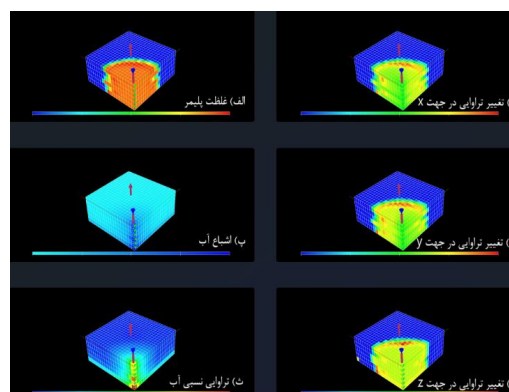 الف) غلظت پلیمر
) تغییر تراوایی در جهت x
پ) اشباع آب
) تغییر تراوایی در جهت y
ث) تراوایی نسبی آب
) تغییر تراوایی در جهت z